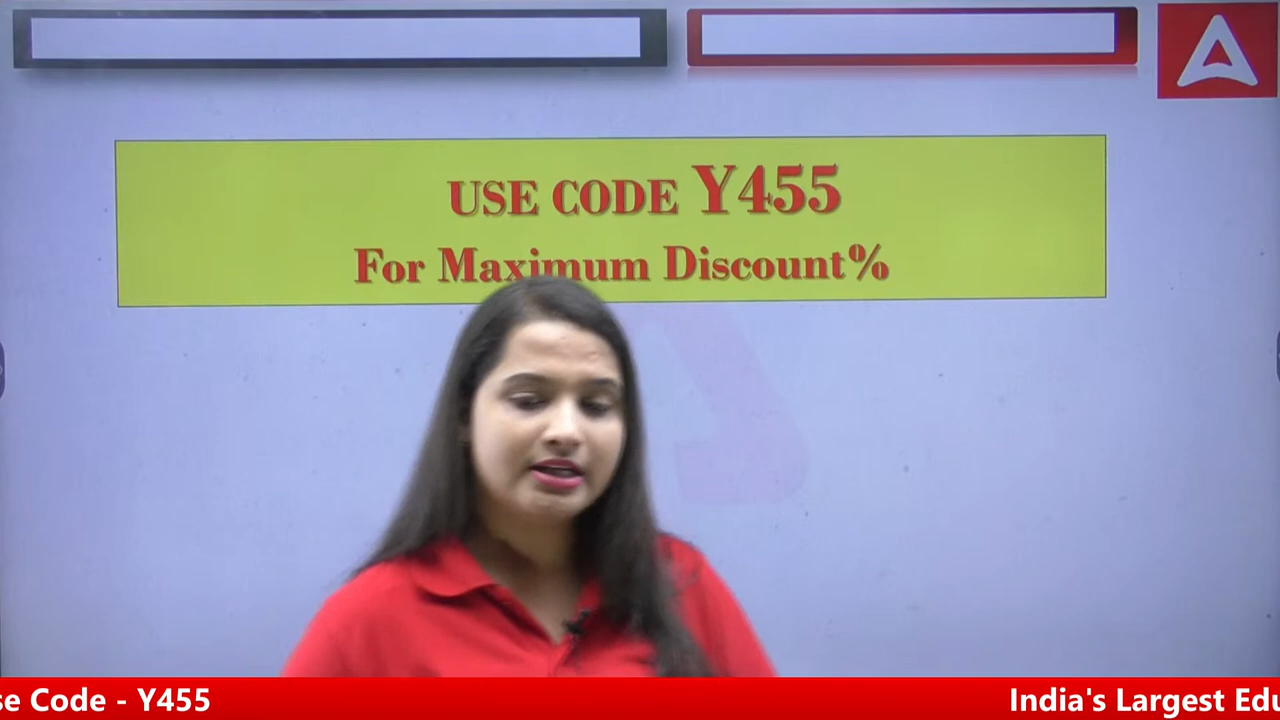 USE CODE Y455
For Maximum Discount%
se Code - Y455
India's Largest Edu